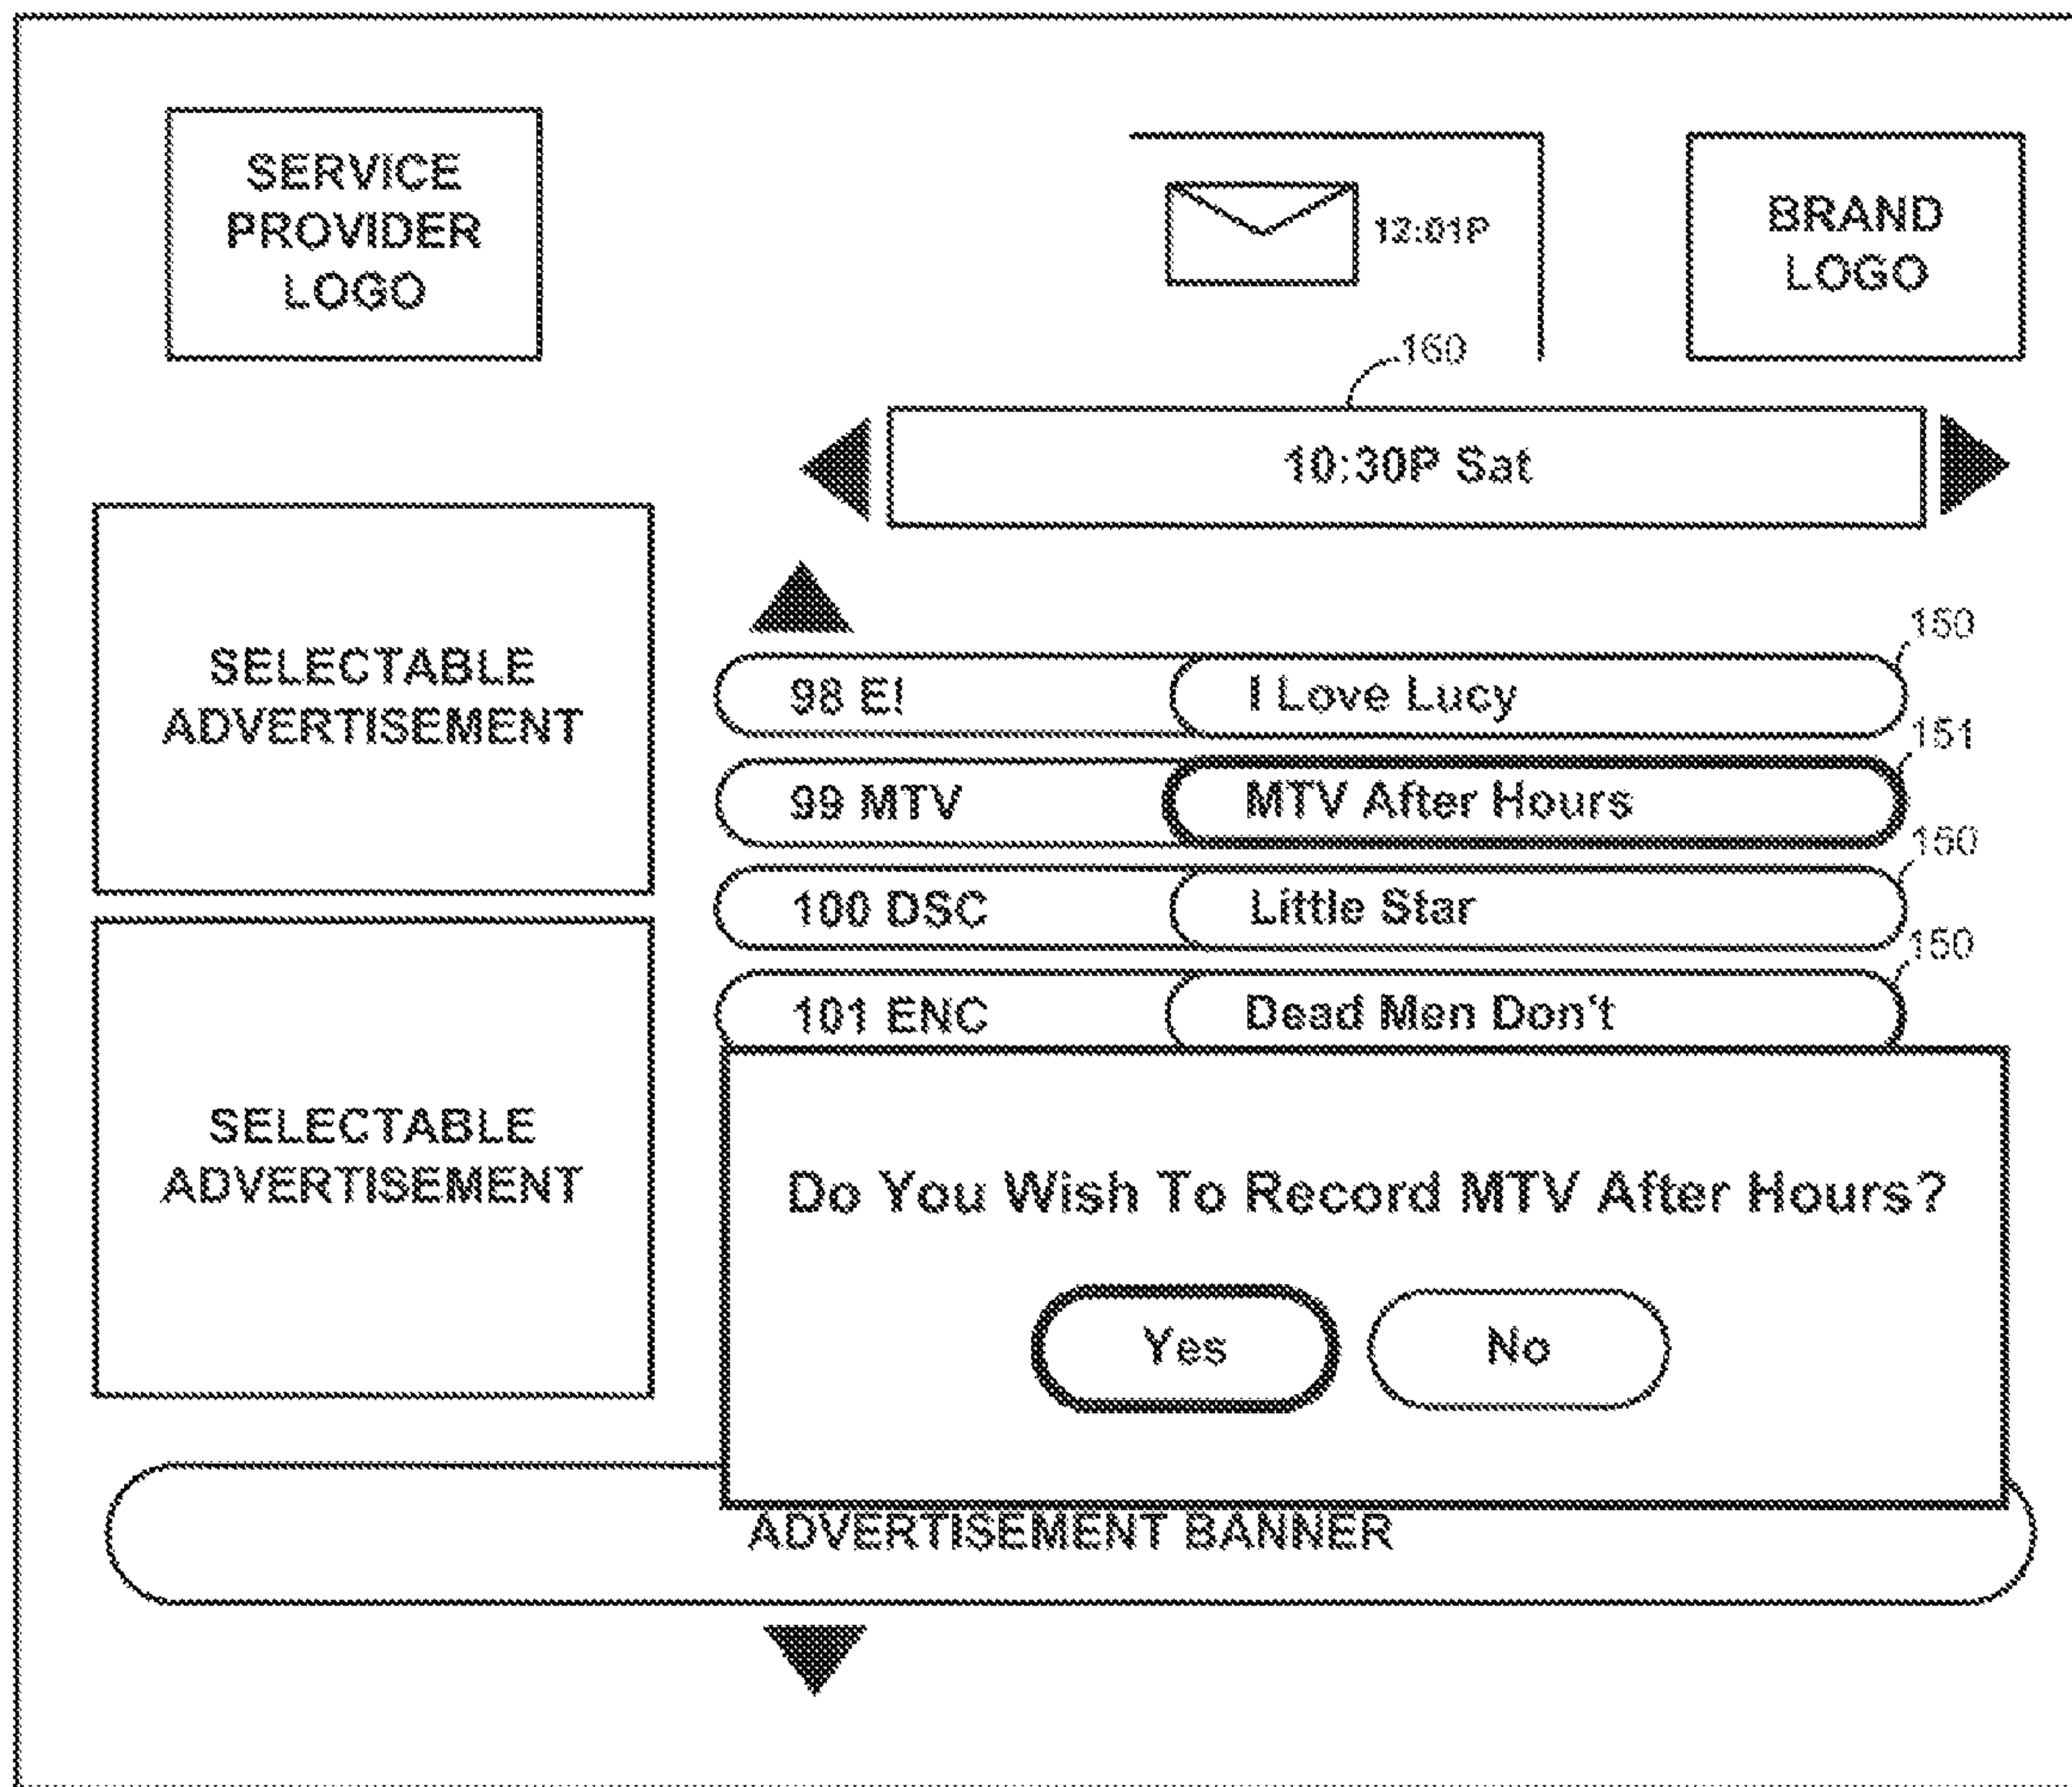 SERVICE
PROVIDER
LOGO
12:01P
BRAND
LOGO
160
10:30P Sat
SELECTABLE
ADVERTISEMENT
150
98 E! I Love Lucy
151
99 MTV MTV After Hours
150
100 DSC Little Star
150
101 ENC Dead Men Don't
SELECTABLE
ADVERTISEMENT
Do You Wish To Record MTV After Hours?
Yes No
ADVERTISEMENT BANNER